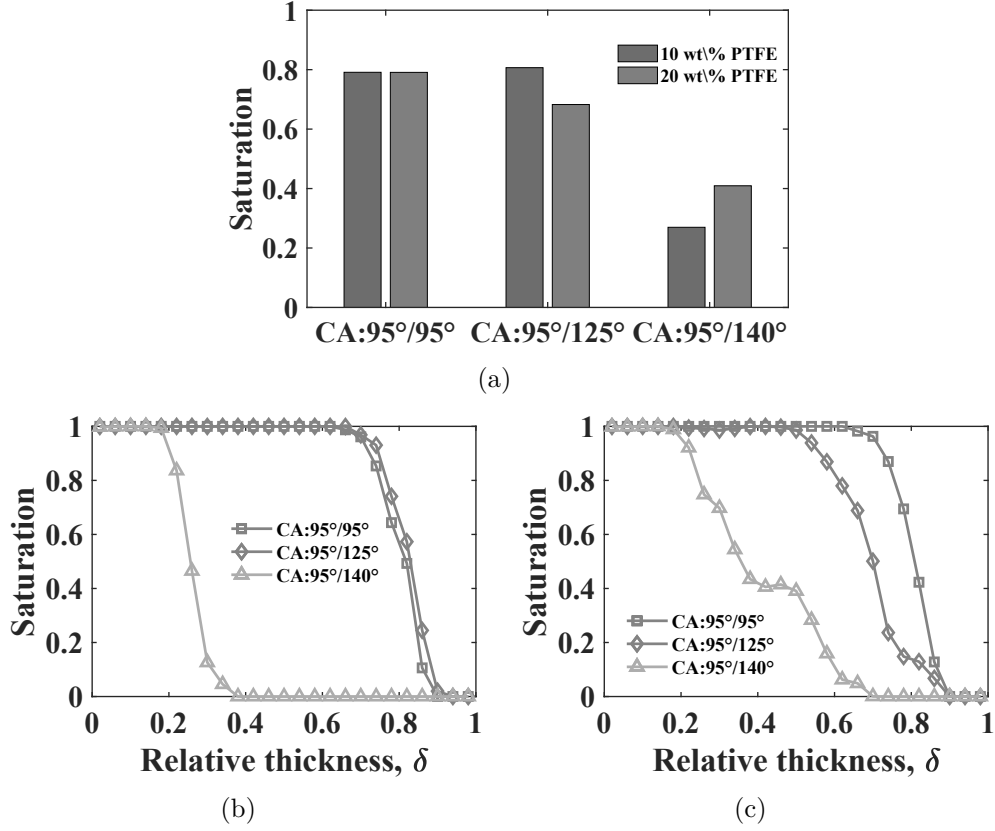 1
0.8
0.6
0.4
0.2
0
Saturation
10 wt\% PTFE
20 wt\% PTFE
CA:95°/95° CA:95°/125° CA:95°/140°
(a)
1
0.8
0.6
0.4
0.2
0
Saturation
CA:95°/95°
CA:95°/125°
CA:95°/140°
0 0.2 0.4 0.6 0.8 1
Relative thickness, δ
(b)
1
0.8
0.6
0.4
0.2
0
Saturation
CA:95°/95°
CA:95°/125°
CA:95°/140°
0 0.2 0.4 0.6 0.8 1
Relative thickness, δ
(c)